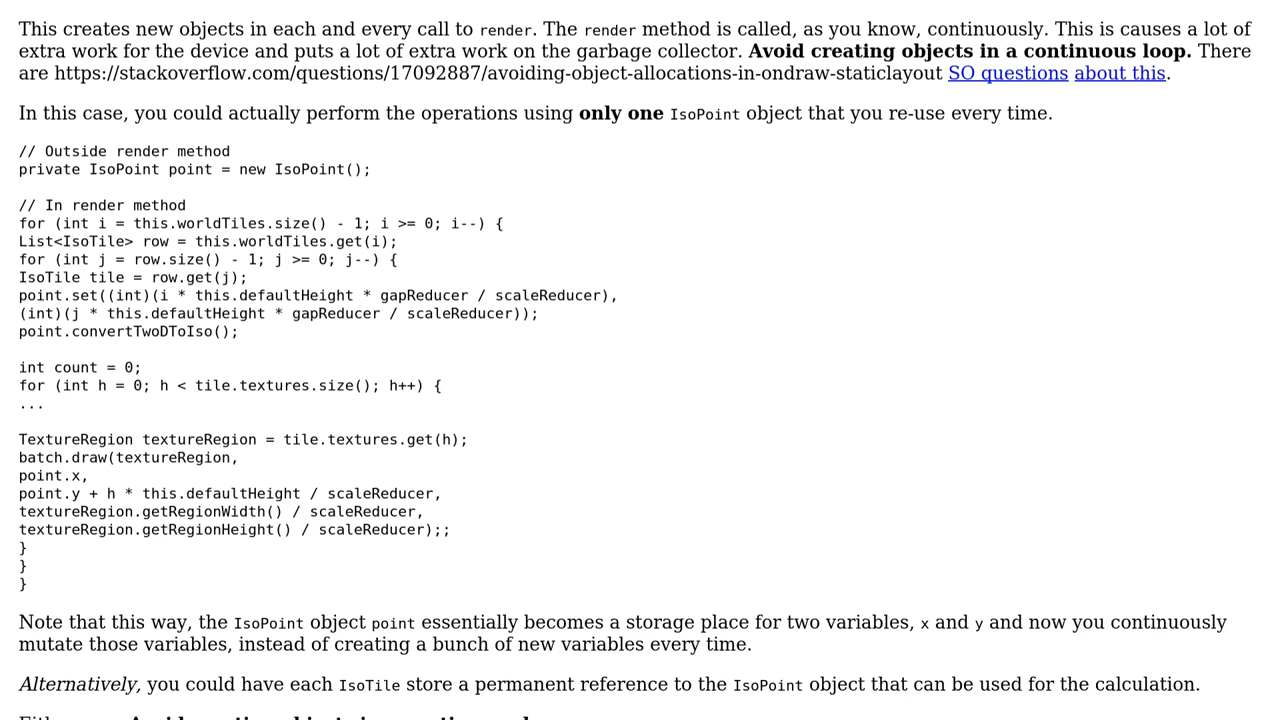 This creates new objects in each and every call to render. The render method is called, as you know, continuously. This is causes a lot of
extra work for the device and puts a lot of extra work on the garbage collector. Avoid creating objects in a continuous loop. There
are https://stackoverflow.com/questions/17092887/avoiding-object-allocations-in-ondraw-staticlayout SO questions about this.
In this case, you could actually perform the operations using only one IsoPoint object that you re-use every time.
// Outside render method
private IsoPoint point = new IsoPoint();
// In render method
for (int i = this.worldTiles.size() - 1; i >= 0; i--) {
List<IsoTile> row = this.worldTiles.get(i);
for (int j = row.size() - 1; j >= 0; j--) {
IsoTile tile = row.get(j);
point.set((int)(i * this.defaultHeight * gapReducer / scaleReducer),
(int)(j * this.defaultHeight * gapReducer / scaleReducer));
point.convertTwoDToIso();
int count = 0;
for (int h = 0; h < tile.textures.size(); h++) {
...
TextureRegion textureRegion = tile.textures.get(h);
batch.draw(textureRegion,
point.x,
point.y + h * this.defaultHeight / scaleReducer,
textureRegion.getRegionWidth() / scaleReducer,
textureRegion.getRegionHeight() / scaleReducer);;
}
}
}
Note that this way, the IsoPoint object point essentially becomes a storage place for two variables, x and y and now you continuously
mutate those variables, instead of creating a bunch of new variables every time.
Alternatively, you could have each IsoTile store a permanent reference to the IsoPoint object that can be used for the calculation.